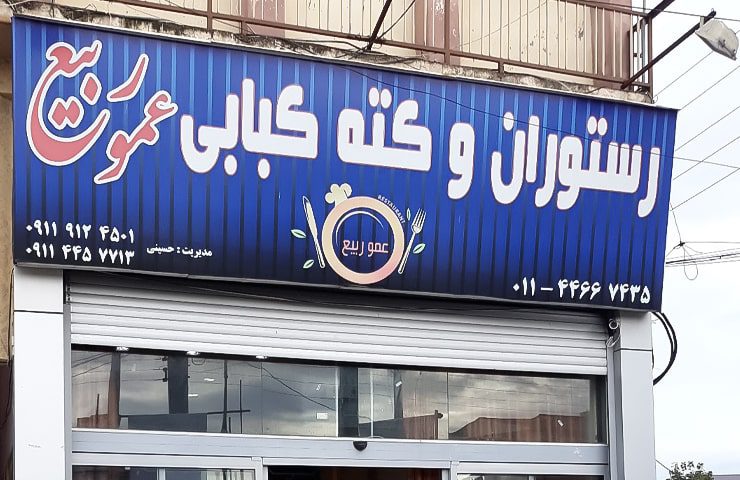 رستوران و کته کبابی
عمو ربیع
RESTAURANT
عمو ربیع
۰۹۱۱ ۹۱۲ ۴۵۰۱
۰۹۱۱ ۴۴۵ ۷۷۱۳
مدیریت : حسینی
۰۱۱ - ۴۴۶۶ ۷۴۳۵